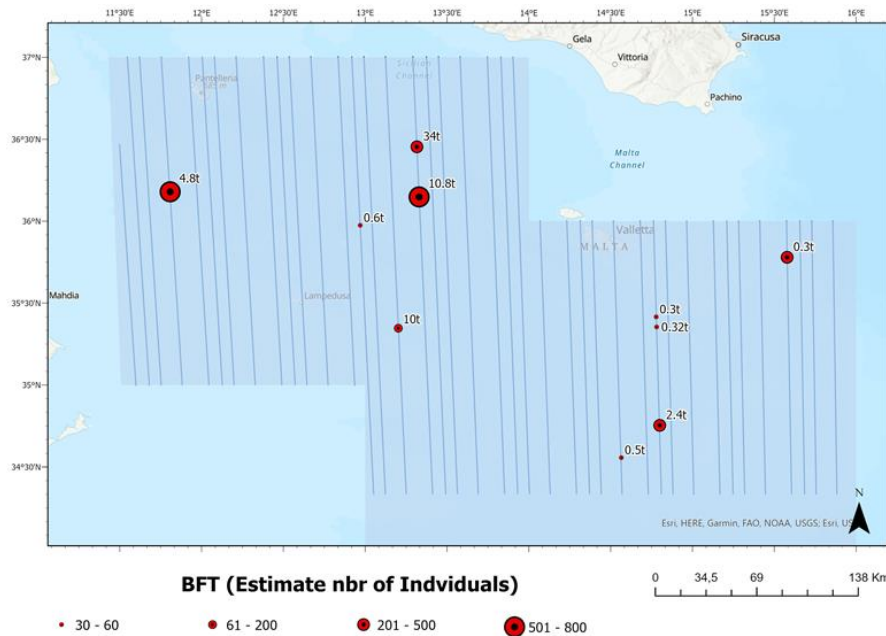 11°30'E 12°E 12°30'E 13°E 13°30'E 14°E 14°30'E 15°E 15°30'E 16°E
37°N
Gela
Siracusa
Vittoria
Sicilian
Channel
Pantelleria
Pachino
36°30'N
34t
Malta
Channel
4.8t
10.8t
36°N
0.6t
Valletta
MALTA
0.3t
35°30'N
Mahdia
Lampedusa
0.3t
10t
0.32t
35°N
2.4t
34°30'N
0.5t
N
Esri, HERE, Garmin, FAO, NOAA, USGS; Esri, US
BFT (Estimate nbr of Indviduals)
0 34,5 69 138 Km
30 - 60 61 - 200 201 - 500 501 - 800